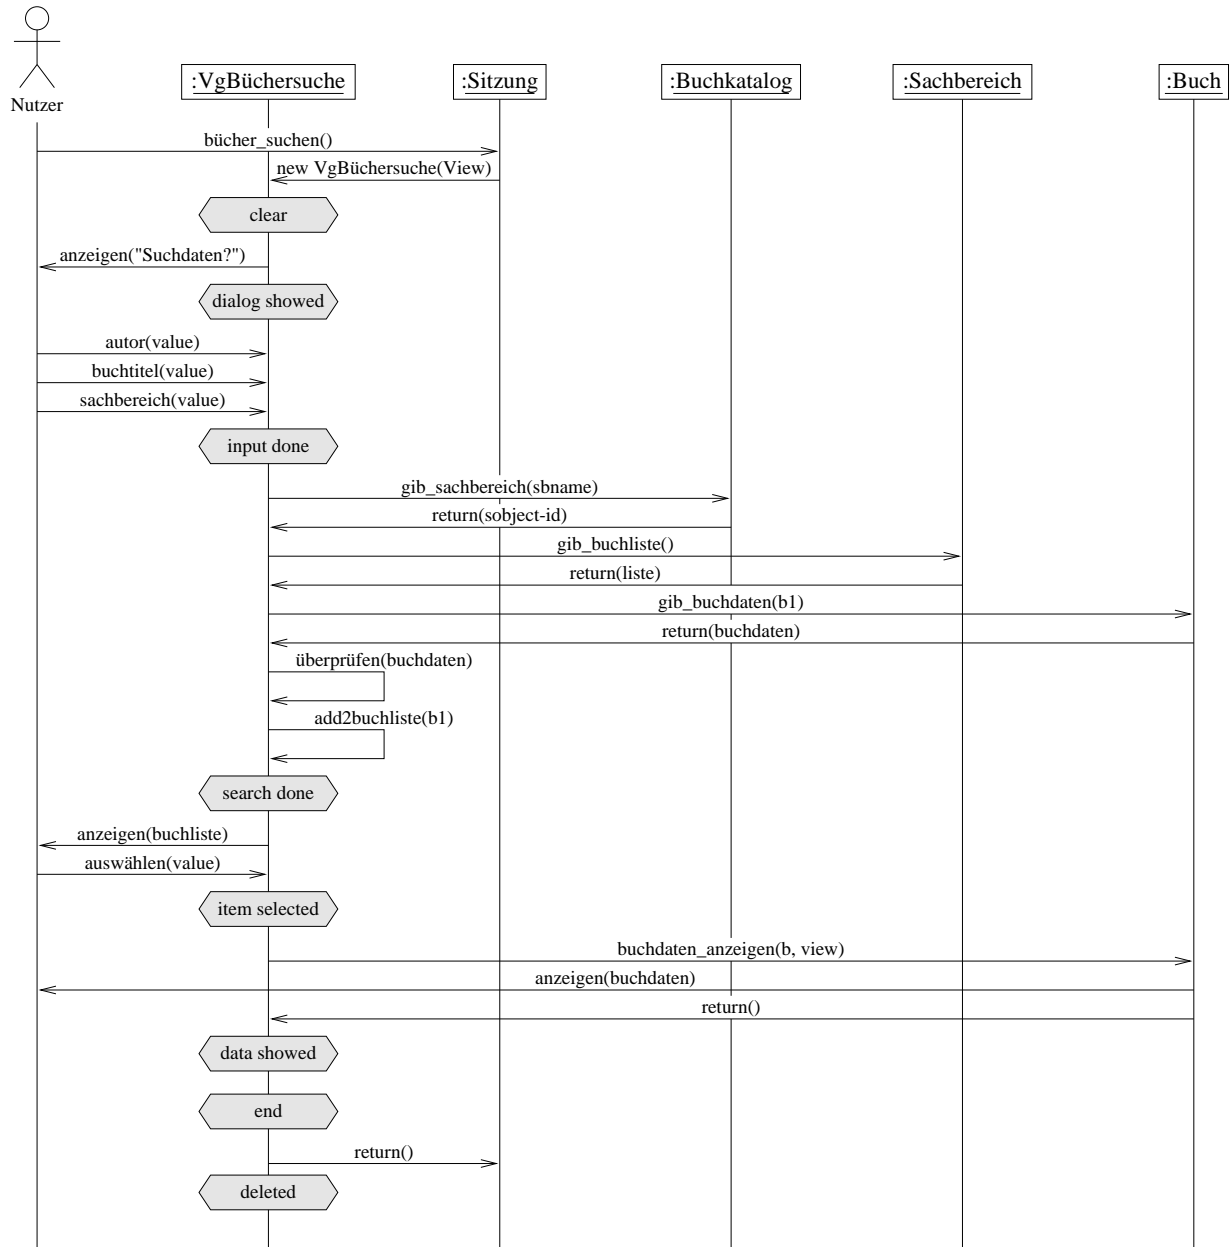 :VgBüchersuche
:Sitzung
:Buchkatalog
:Sachbereich
:Buch
Nutzer
bücher_suchen()
new VgBüchersuche(View)
clear
anzeigen("Suchdaten?")
dialog showed
autor(value)
buchtitel(value)
sachbereich(value)
input done
gib_sachbereich(sbname)
return(sobject-id)
gib_buchliste()
return(liste)
gib_buchdaten(b1)
return(buchdaten)
überprüfen(buchdaten)
add2buchliste(b1)
search done
anzeigen(buchliste)
auswählen(value)
item selected
buchdaten_anzeigen(b, view)
anzeigen(buchdaten)
return()
data showed
end
return()
deleted